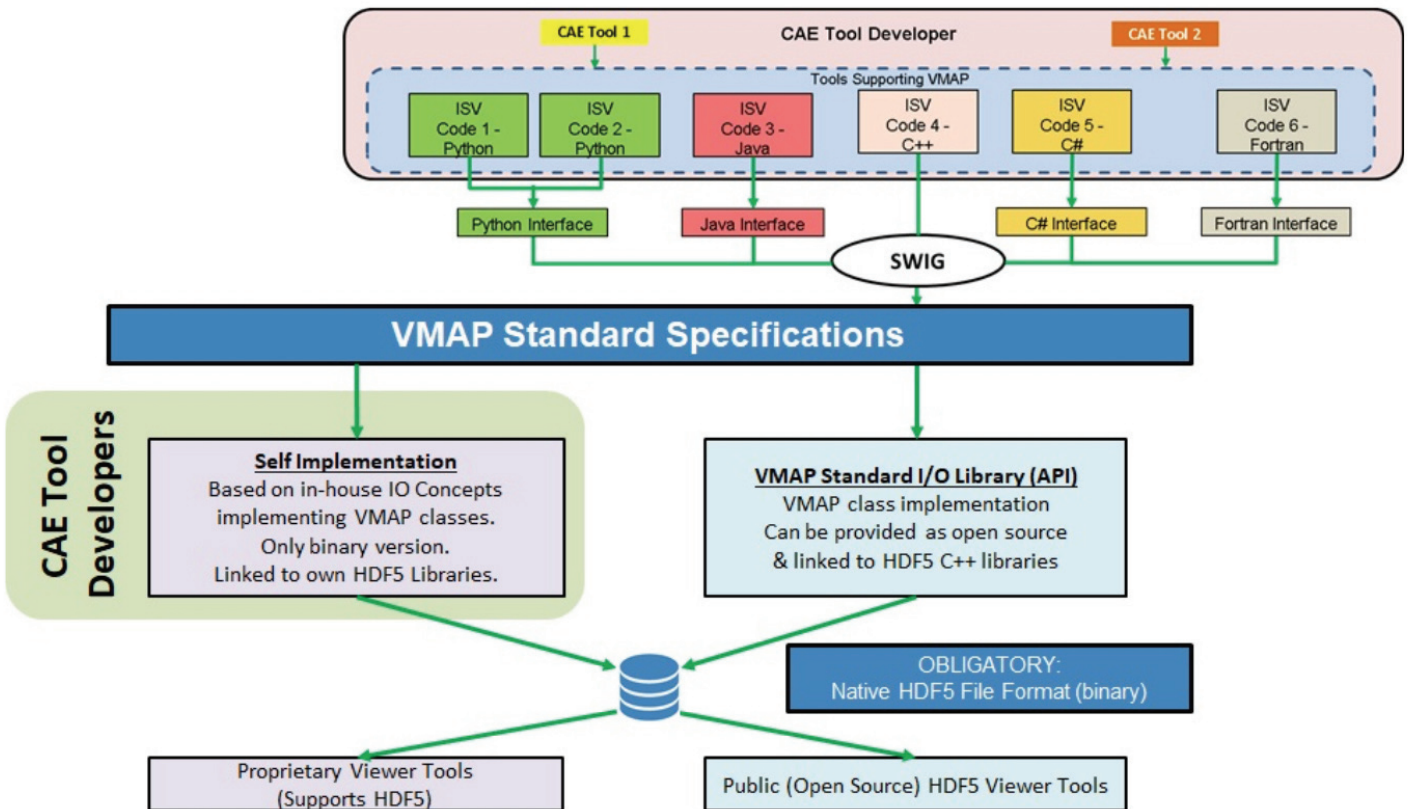 CAE Tool 1
CAE Tool Developer
CAE Tool 2
Tools Supporting VMAP
ISV
Code 1 -
Python
ISV
Code 2 -
Python
ISV
Code 3 -
Java
ISV
Code 4 -
C++
ISV
Code 5 -
C#
ISV
Code 6 -
Fortran
Python Interface
Java Interface
C# Interface
Fortran Interface
SWIG
VMAP Standard Specifications
CAE Tool
Developers
Self Implementation
Based on in-house IO Concepts
implementing VMAP classes.
Only binary version.
Linked to own HDF5 Libraries.
VMAP Standard I/O Library (API)
VMAP class implementation
Can be provided as open source
& linked to HDF5 C++ libraries
OBLIGATORY:
Native HDF5 File Format (binary)
Proprietary Viewer Tools
(Supports HDF5)
Public (Open Source) HDF5 Viewer Tools